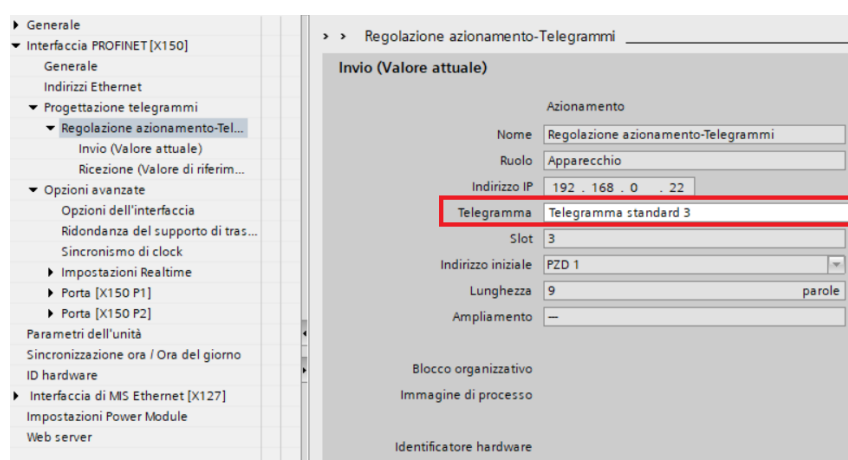 Generale
Interfaccia PROFINET [X150]
Generale
Indirizzi Ethernet
Progettazione telegrammi
Regolazione azionamento-Tel...
Invio (Valore attuale)
Ricezione (Valore di riferim...
Opzioni avanzate
Opzioni dell'interfaccia
Ridondanza del supporto di tras...
Sincronismo di clock
Impostazioni Realtime
Porta [X150 P1]
Porta [X150 P2]
Parametri dell'unità
Sincronizzazione ora / Ora del giorno
ID hardware
Interfaccia di MIS Ethernet [X127]
Impostazioni Power Module
Web server
> > Regolazione azionamento-Telegrammi
Invio (Valore attuale)
Azionamento
Nome Regolazione azionamento-Telegrammi
Ruolo Apparecchio
Indirizzo IP 192 . 168 . 0 . 22
Telegramma Telegramma standard 3
Slot 3
Indirizzo iniziale PZD 1
Lunghezza 9 parole
Ampliamento —
Blocco organizzativo
Immagine di processo
Identificatore hardware